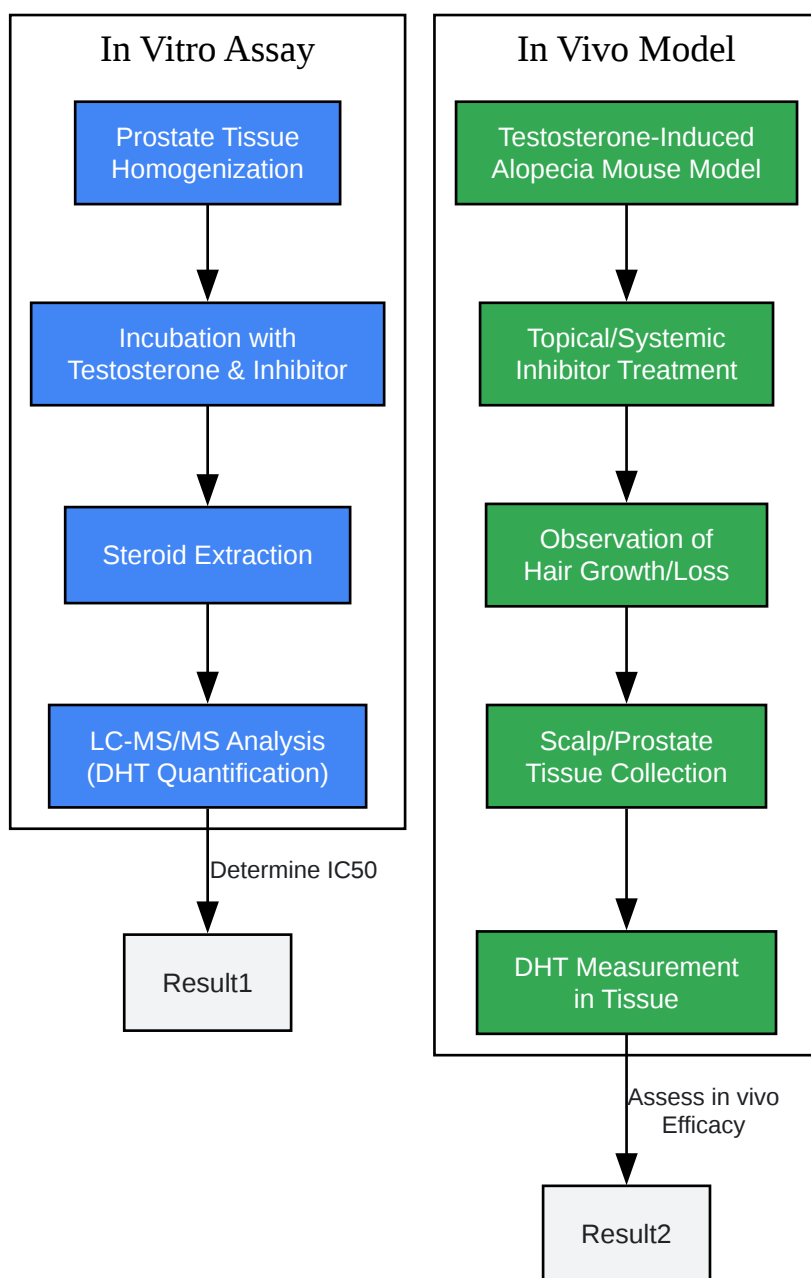 In Vitro Assay
Prostate Tissue
Homogenization
Incubation with
Testosterone & Inhibitor
Steroid Extraction
LC-MS/MS Analysis
(DHT Quantification)
Determine IC50
Result1
In Vivo Model
Testosterone-Induced
Alopecia Mouse Model
Topical/Systemic
Inhibitor Treatment
Observation of
Hair Growth/Loss
Scalp/Prostate
Tissue Collection
DHT Measurement
in Tissue
Assess in vivo
Efficacy
Result2